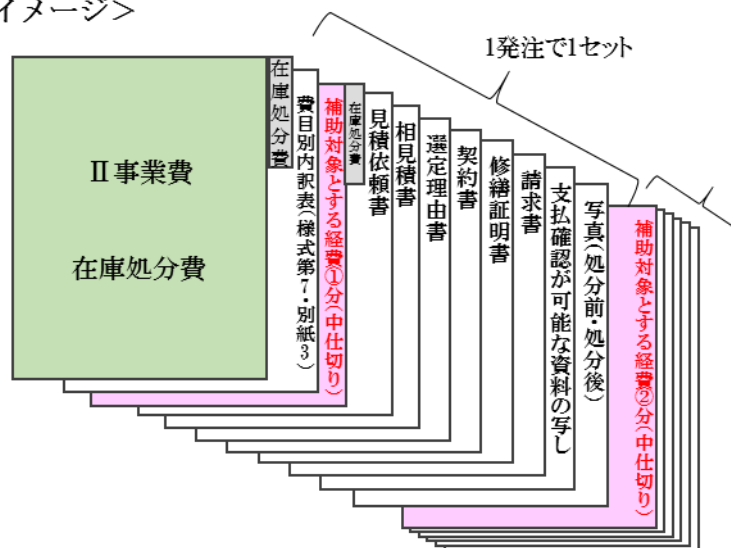 イメージ＞
1発注で1セット
Ⅱ事業費
在庫処分費
在庫処分費
費目別内訳表（様式第7・別紙3）
補助対象とする経費①分（中仕切り）
在庫処分費
見積依頼書
相見積書
選定理由書
契約書
修繕証明書
請求書
支払確認が可能な資料の写し
写真（処分前・処分後）
補助対象とする経費②分（中仕切り）